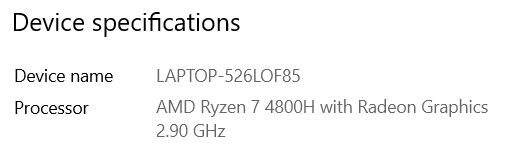 Device specifications
Device name LAPTOP-526LOF85
Processor AMD Ryzen 7 4800H with Radeon Graphics
2.90 GHz